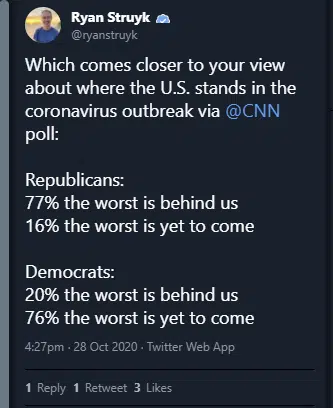 Ryan Struyk
@ryanstruyk
Which comes closer to your view
about where the U.S. stands in the
coronavirus outbreak via @CNN
poll:
Republicans:
77% the worst is behind us
16% the worst is yet to come
Democrats:
20% the worst is behind us
76% the worst is yet to come
4:27pm · 28 Oct 2020 · Twitter Web App
1 Reply 1 Retweet 3 Likes